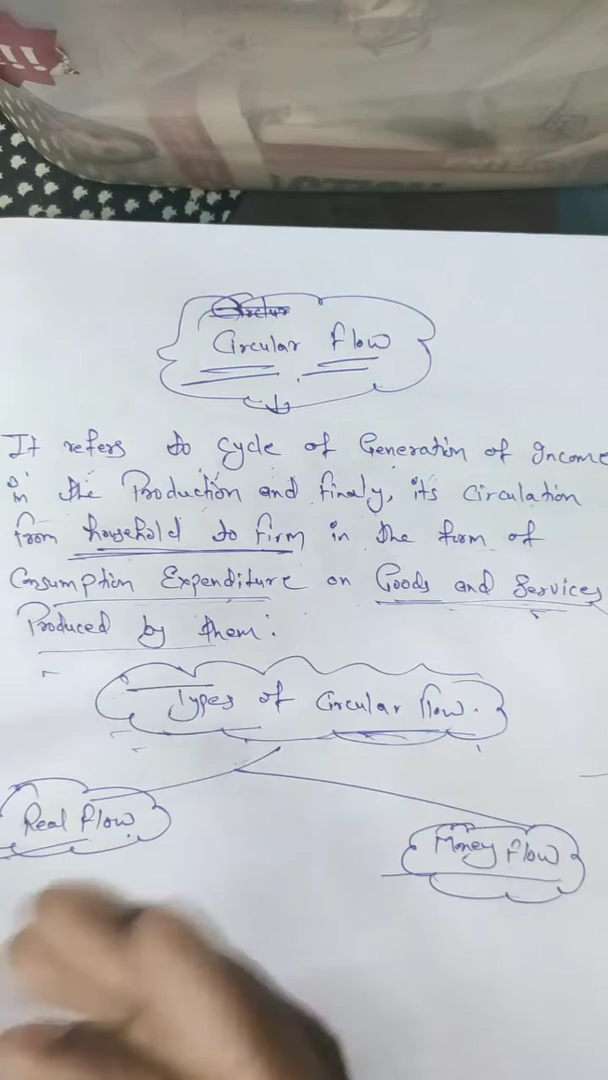 !!
Circular flow
It refers to Cycle of Generation of Income
in the Production and finaly, its Circulation
from household to firm in the form of
Consumption Expenditure on Goods and Services
Produced by them.
Types of Circular flow.
Real flow
Money flow